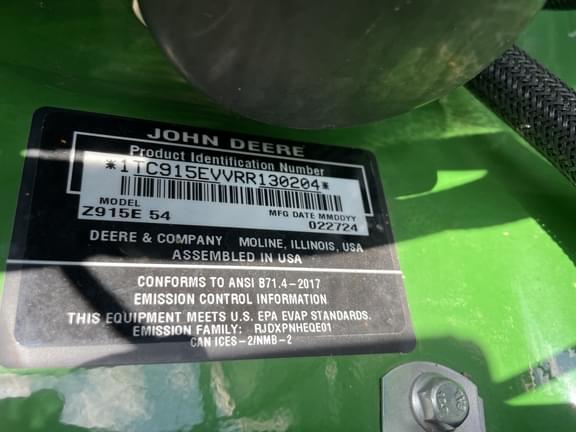 JOHN DEERE
Product Identification Number
*1TC915EVVRR130204*
MODEL MFG DATE MMDDYY
Z915E 54 022724
DEERE & COMPANY MOLINE, ILLINOIS, USA
ASSEMBLED IN USA
CONFORMS TO ANSI B71.4-2017
EMISSION CONTROL INFORMATION
THIS EQUIPMENT MEETS U.S. EPA EVAP STANDARDS.
EMISSION FAMILY: RJDXPNHEQE01
CAN ICES-2/NMB-2